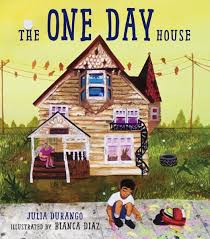 THE ONE DAY HOUSE
JULIA DURANGO
ILLUSTRATED BY BIANCA DIAZ